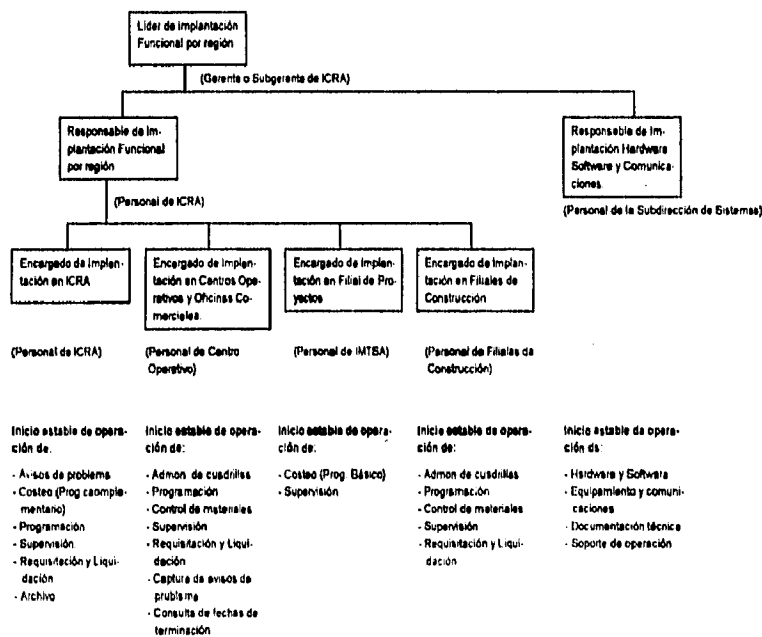 Líder de implantación
Funcional por región
(Gerente o Subgerente de ICRA)
Responsable de Im-
plantación Funcional
por región
(Personal de ICRA)
Responsable de Im-
plantación Hardware
Software y Comunica-
ciones.
(Personal de la Subdirección de Sistemas)
Encargado de Implan-
tación en ICRA
(Personal de ICRA)
Encargado de Implan-
tación en Centros Ope-
rativos y Oficinas Co-
merciales.
(Personal de Centro
Operativo)
Encargado de Implan-
tación en Filial de Pro-
yectos
(Personal de IMTSA)
Encargado de Implan-
tación en Filiales de
Construcción
(Personal de Filiales de
Construcción)
Inicio estable de opera-
ción de:
- Avisos de problema
- Costeo (Prog caomple-
mentario)
- Programación
- Supervisión
- Requisitación y Liqui-
dación
- Archivo
Inicio estable de opera-
ción de:
- Admon. de cuadrillas
- Programación
- Control de materiales
- Supervisión
- Requisitación y Liqui-
dación
- Captura de avisos de
problema
- Consulta de fechas de
terminación
Inicio estable de opera-
ción de:
- Costeo (Prog. Básico)
- Supervisión
Inicio estable de opera-
ción de:
- Admon de cuadrillas
- Programación
- Control de materiales
- Supervisión
- Requisitación y Liqui-
dación
Inicio estable de opera-
ción de:
- Hardware y Software
- Equipamiento y comuni-
caciones
- Documentación técnica
- Soporte de operación